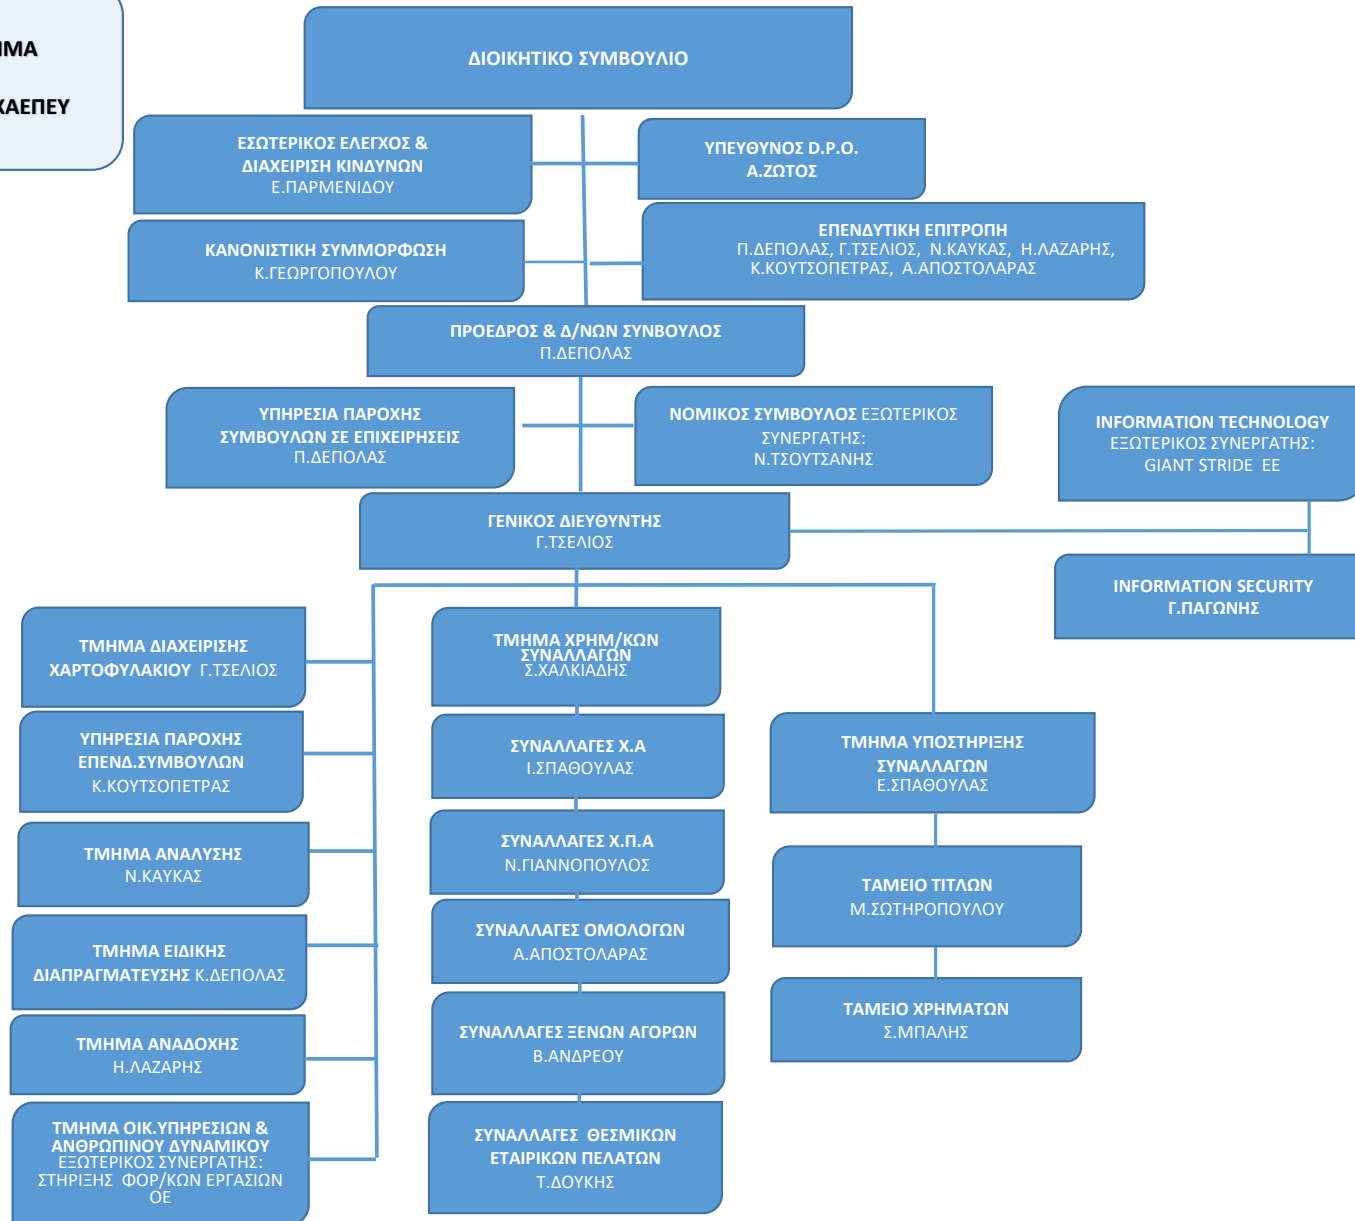 ΔΙΟΙΚΗΤΙΚΟ ΣΥΜΒΟΥΛΙΟ
ΕΣΩΤΕΡΙΚΟΣ ΕΛΕΓΧΟΣ &
ΔΙΑΧΕΙΡΙΣΗ ΚΙΝΔΥΝΩΝ
Ε.ΠΑΡΜΕΝΙΔΟΥ
ΥΠΕΥΘΥΝΟΣ D.P.O.
Α.ΖΩΤΟΣ
ΚΑΝΟΝΙΣΤΙΚΗ ΣΥΜΜΟΡΦΩΣΗ
Κ.ΓΕΩΡΓΟΠΟΥΛΟΥ
ΕΠΕΝΔΥΤΙΚΗ ΕΠΙΤΡΟΠΗ
Π.ΔΕΠΟΛΑΣ, Γ.ΤΣΕΛΙΟΣ, Ν.ΚΑΥΚΑΣ, Η.ΛΑΖΑΡΗΣ,
Κ.ΚΟΥΤΣΟΠΕΤΡΑΣ, Α.ΑΠΟΣΤΟΛΑΡΑΣ
ΠΡΟΕΔΡΟΣ & Δ/ΝΩΝ ΣΥΝΒΟΥΛΟΣ
Π.ΔΕΠΟΛΑΣ
ΥΠΗΡΕΣΙΑ ΠΑΡΟΧΗΣ
ΣΥΜΒΟΥΛΩΝ ΣΕ ΕΠΙΧΕΙΡΗΣΕΙΣ
Π.ΔΕΠΟΛΑΣ
ΝΟΜΙΚΟΣ ΣΥΜΒΟΥΛΟΣ ΕΞΩΤΕΡΙΚΟΣ
ΣΥΝΕΡΓΑΤΗΣ:
Ν.ΤΣΟΥΤΣΑΝΗΣ
INFORMATION TECHNOLOGY
ΕΞΩΤΕΡΙΚΟΣ ΣΥΝΕΡΓΑΤΗΣ:
GIANT STRIDE ΕΕ
ΓΕΝΙΚΟΣ ΔΙΕΥΘΥΝΤΗΣ
Γ.ΤΣΕΛΙΟΣ
INFORMATION SECURITY
Γ.ΠΑΓΩΝΗΣ
ΤΜΗΜΑ ΔΙΑΧΕΙΡΙΣΗΣ
ΧΑΡΤΟΦΥΛΑΚΙΟΥ Γ.ΤΣΕΛΙΟΣ
ΥΠΗΡΕΣΙΑ ΠΑΡΟΧΗΣ
ΕΠΕΝΔ.ΣΥΜΒΟΥΛΩΝ
Κ.ΚΟΥΤΣΟΠΕΤΡΑΣ
ΤΜΗΜΑ ΑΝΑΛΥΣΗΣ
Ν.ΚΑΥΚΑΣ
ΤΜΗΜΑ ΕΙΔΙΚΗΣ
ΔΙΑΠΡΑΓΜΑΤΕΥΣΗΣ Κ.ΔΕΠΟΛΑΣ
ΤΜΗΜΑ ΑΝΑΔΟΧΗΣ
Η.ΛΑΖΑΡΗΣ
ΤΜΗΜΑ ΟΙΚ.ΥΠΗΡΕΣΙΩΝ &
ΑΝΘΡΩΠΙΝΟΥ ΔΥΝΑΜΙΚΟΥ
ΕΞΩΤΕΡΙΚΟΣ ΣΥΝΕΡΓΑΤΗΣ:
ΣΤΗΡΙΞΗΣ ΦΟΡ/ΚΩΝ ΕΡΓΑΣΙΩΝ
ΟΕ
ΤΜΗΜΑ ΧΡΗΜ/ΚΩΝ
ΣΥΝΑΛΛΑΓΩΝ
Σ.ΧΑΛΚΙΑΔΗΣ
ΣΥΝΑΛΛΑΓΕΣ Χ.Α
Ι.ΣΠΑΘΟΥΛΑΣ
ΣΥΝΑΛΛΑΓΕΣ Χ.Π.Α
Ν.ΓΙΑΝΝΟΠΟΥΛΟΣ
ΣΥΝΑΛΛΑΓΕΣ ΟΜΟΛΟΓΩΝ
Α.ΑΠΟΣΤΟΛΑΡΑΣ
ΣΥΝΑΛΛΑΓΕΣ ΞΕΝΩΝ ΑΓΟΡΩΝ
Β.ΑΝΔΡΕΟΥ
ΣΥΝΑΛΛΑΓΕΣ ΘΕΣΜΙΚΩΝ
ΕΤΑΙΡΙΚΩΝ ΠΕΛΑΤΩΝ
Τ.ΔΟΥΚΗΣ
ΤΜΗΜΑ ΥΠΟΣΤΗΡΙΞΗΣ
ΣΥΝΑΛΛΑΓΩΝ
Ε.ΣΠΑΘΟΥΛΑΣ
ΤΑΜΕΙΟ ΤΙΤΛΩΝ
Μ.ΣΩΤΗΡΟΠΟΥΛΟΥ
ΤΑΜΕΙΟ ΧΡΗΜΑΤΩΝ
Σ.ΜΠΑΛΗΣ